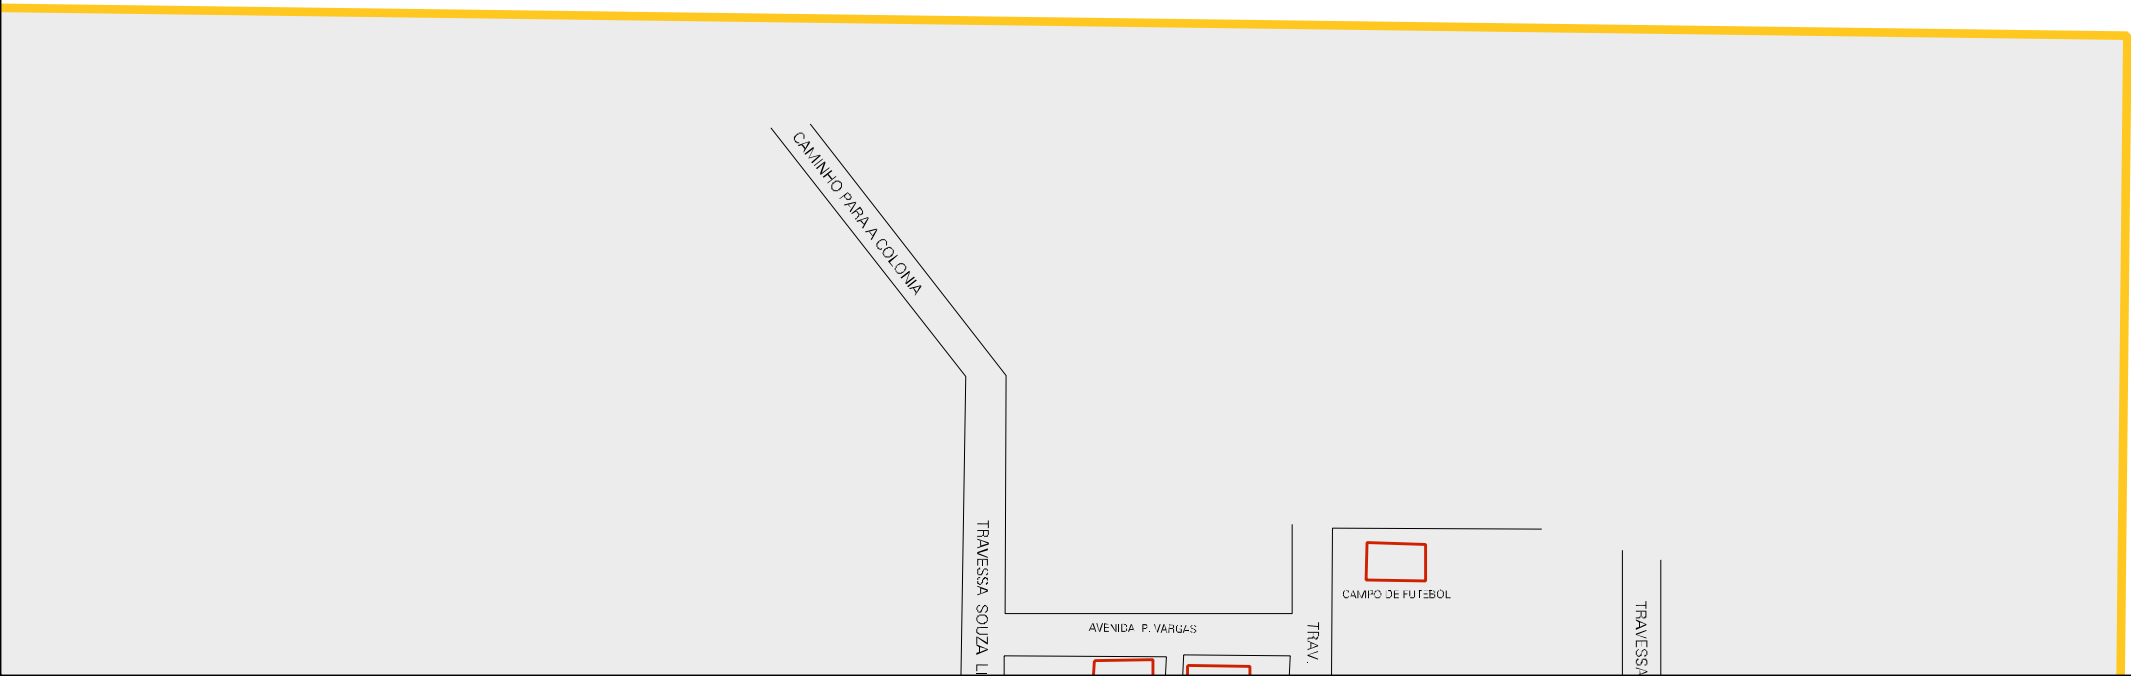 CAMINHO PARA A COLONIA
TRAVESSA SOUZA
CAMPO DE FUTEBOL
AVENIDA P. VARGAS
TRAV.
TRAVESSA